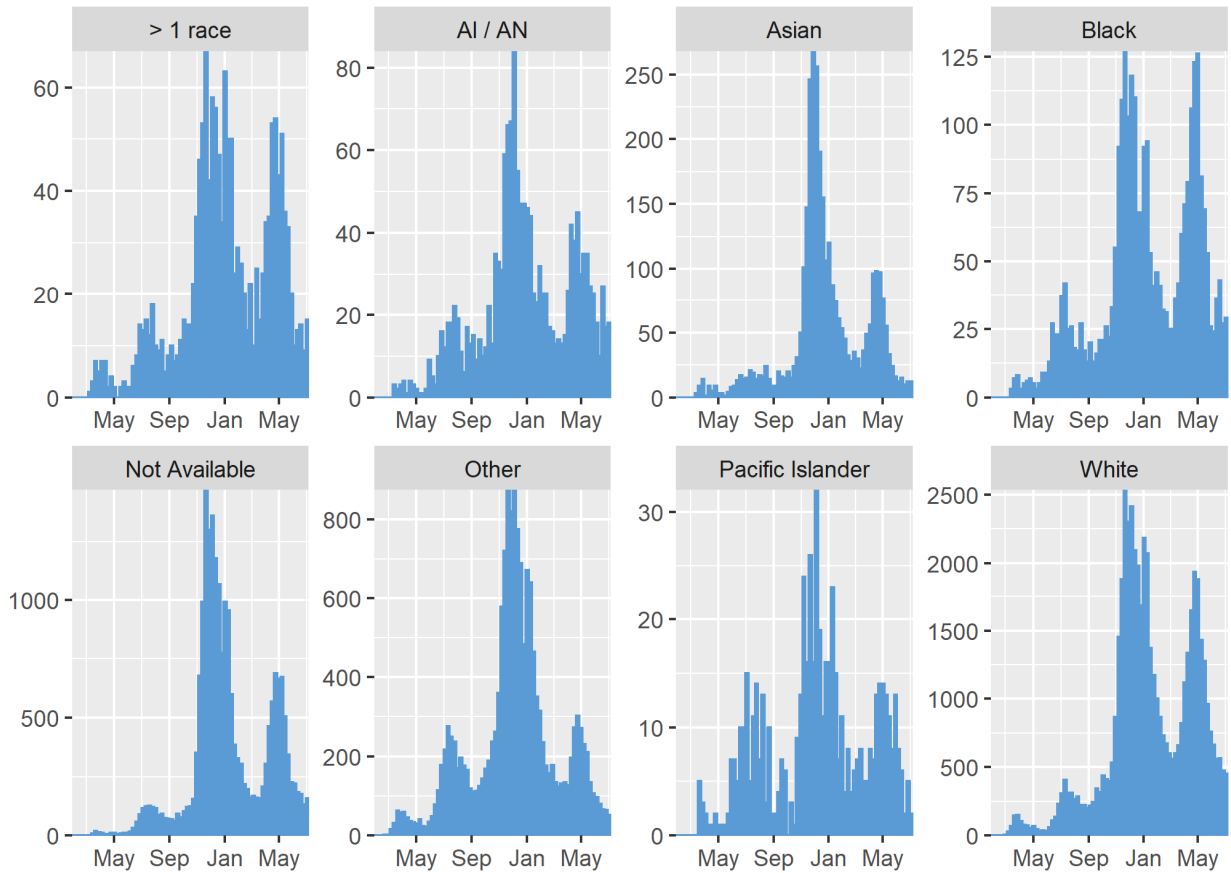 > 1 race
AI / AN
Asian
Black
60
40
20
0
80
60
40
20
0
250
200
150
100
50
0
125
100
75
50
25
0
May Sep Jan May
May Sep Jan May
May Sep Jan May
May Sep Jan May
Not Available
Other
Pacific Islander
White
1000
500
0
800
600
400
200
0
30
20
10
0
2500
2000
1500
1000
500
0
May Sep Jan May
May Sep Jan May
May Sep Jan May
May Sep Jan May